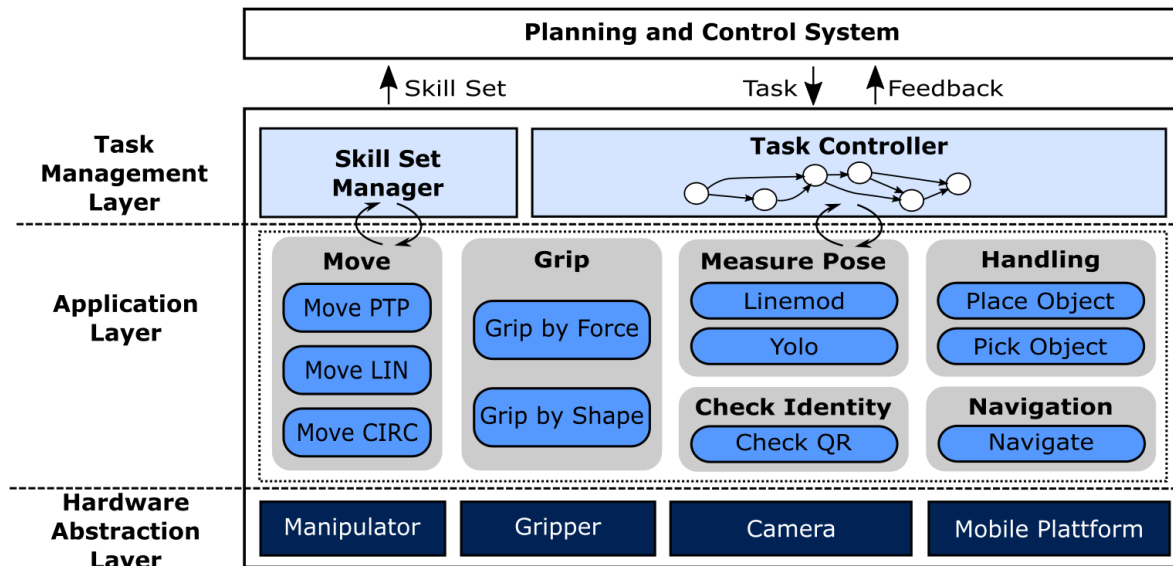 Planning and Control System
Skill Set
Task
Feedback
Task
Management
Layer
Skill Set
Manager
Task Controller
Application
Layer
Move
Move PTP
Move LIN
Move CIRC
Grip
Grip by Force
Grip by Shape
Measure Pose
Linemod
Yolo
Check Identity
Check QR
Handling
Place Object
Pick Object
Navigation
Navigate
Hardware
Abstraction
Layer
Manipulator
Gripper
Camera
Mobile Plattform